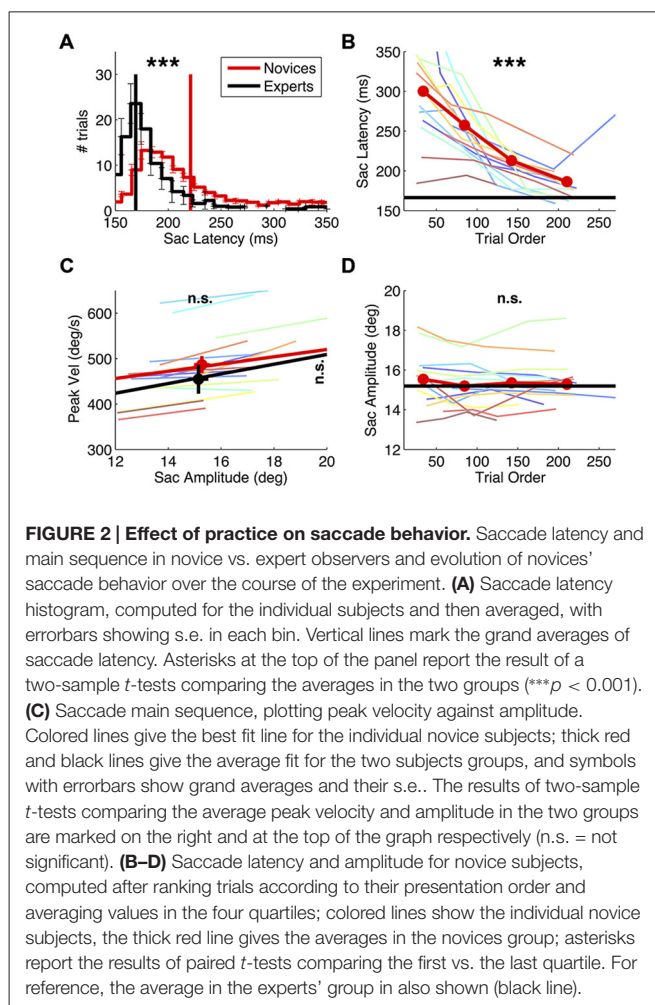 A
B
***
***
Novices
Experts
# trials
30
20
10
0
150
200
250
300
350
Sac Latency (ms)
Sac Latency (ms)
350
300
250
200
150
50
100
150
200
250
Trial Order
C
D
n.s.
n.s.
n.s.
Peak Vel (deg/s)
600
500
400
300
12
14
16
18
20
Sac Amplitude (deg)
Sac Amplitude (deg)
20
18
16
14
12
50
100
150
200
250
Trial Order
FIGURE 2 | Effect of practice on saccade behavior. Saccade latency and
main sequence in novice vs. expert observers and evolution of novices'
saccade behavior over the course of the experiment. (A) Saccade latency
histogram, computed for the individual subjects and then averaged, with
errorbars showing s.e. in each bin. Vertical lines mark the grand averages of
saccade latency. Asterisks at the top of the panel report the result of a
two-sample t-tests comparing the averages in the two groups (***p < 0.001).
(C) Saccade main sequence, plotting peak velocity against amplitude.
Colored lines give the best fit line for the individual novice subjects; thick red
and black lines give the average fit for the two subjects groups, and symbols
with errorbars show grand averages and their s.e.. The results of two-sample
t-tests comparing the average peak velocity and amplitude in the two groups
are marked on the right and at the top of the graph respectively (n.s. = not
significant). (B–D) Saccade latency and amplitude for novice subjects,
computed after ranking trials according to their presentation order and
averaging values in the four quartiles; colored lines show the individual novice
subjects, the thick red line gives the averages in the novices group; asterisks
report the results of paired t-tests comparing the first vs. the last quartile. For
reference, the average in the experts' group in also shown (black line).